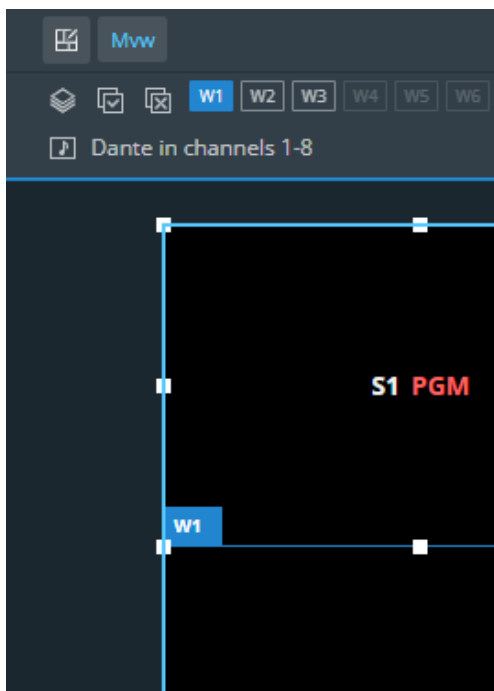 Mvw
W1 W2 W3 W4 W5 W6
Dante in channels 1-8
S1 PGM
W1